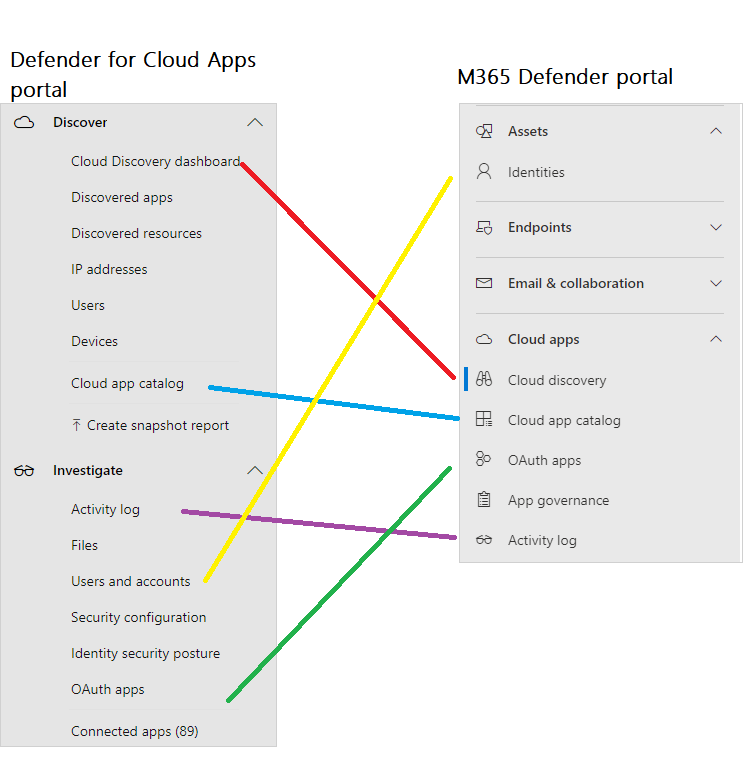 Defender for Cloud Apps
portal
Discover
Cloud Discovery dashboard
Discovered apps
Discovered resources
IP addresses
Users
Devices
Cloud app catalog
Create snapshot report
Investigate
Activity log
Files
Users and accounts
Security configuration
Identity security posture
OAuth apps
Connected apps (89)
M365 Defender portal
Assets
Identities
Endpoints
Email & collaboration
Cloud apps
Cloud discovery
Cloud app catalog
OAuth apps
App governance
Activity log